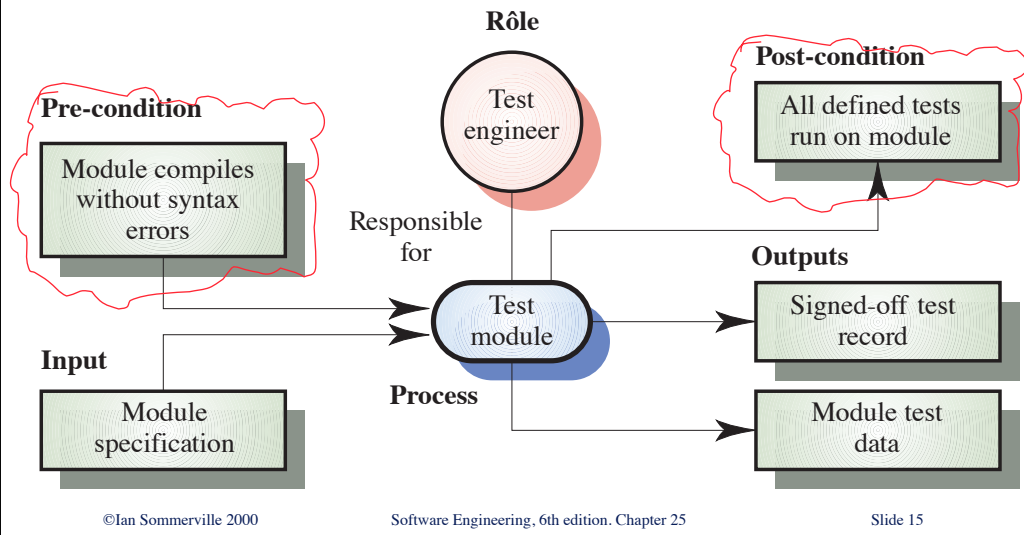 Rôle
Pre-condition
Module compiles
without syntax
errors
Test
engineer
Post-condition
All defined tests
run on module
Responsible
for
Input
Module
specification
Test
module
Process
Outputs
Signed-off test
record
Module test
data
©Ian Sommerville 2000
Software Engineering, 6th edition. Chapter 25
Slide 15